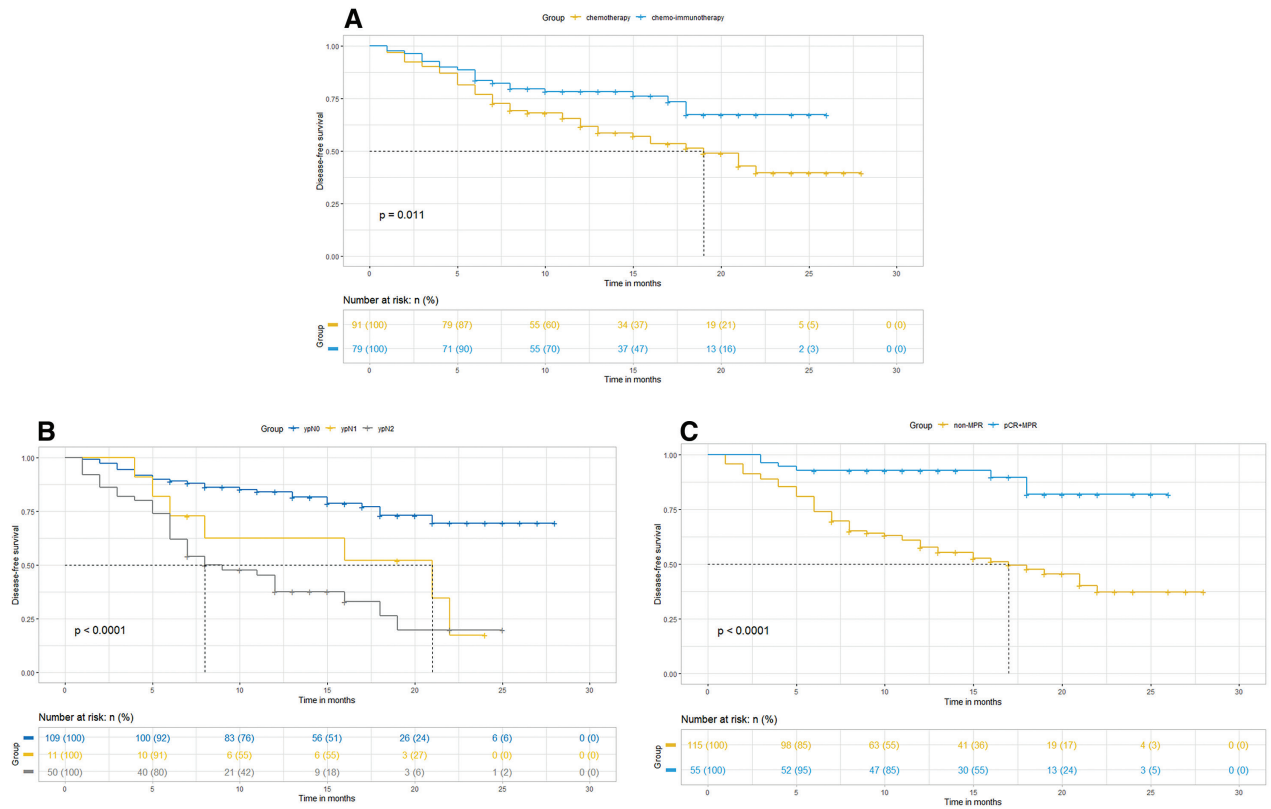 A
Group chemotherapy chemo-immunotherapy
1.00
0.75
0.50
0.25
0.00
Disease-free survival
p = 0.011
0 5 10 15 20 25 30
Time in months
Number at risk: n (%)
Group
91 (100) 79 (87) 55 (60) 34 (37) 19 (21) 5 (5) 0 (0)
79 (100) 71 (90) 55 (70) 37 (47) 13 (16) 2 (3) 0 (0)
0 5 10 15 20 25 30
Time in months
B
Group ypN0 ypN1 ypN2
1.00
0.75
0.50
0.25
0.00
Disease-free survival
p < 0.0001
0 5 10 15 20 25 30
Time in months
Number at risk: n (%)
Group
109 (100) 100 (92) 83 (76) 56 (51) 26 (24) 6 (6) 0 (0)
11 (100) 10 (91) 6 (55) 6 (55) 3 (27) 0 (0) 0 (0)
50 (100) 40 (80) 21 (42) 9 (18) 3 (6) 1 (2) 0 (0)
0 5 10 15 20 25 30
Time in months
C
Group non-MPR pCR+MPR
1.00
0.75
0.50
0.25
0.00
Disease-free survival
p < 0.0001
0 5 10 15 20 25 30
Time in months
Number at risk: n (%)
Group
115 (100) 98 (85) 63 (55) 41 (36) 19 (17) 4 (3) 0 (0)
55 (100) 52 (95) 47 (85) 30 (55) 13 (24) 3 (5) 0 (0)
0 5 10 15 20 25 30
Time in months